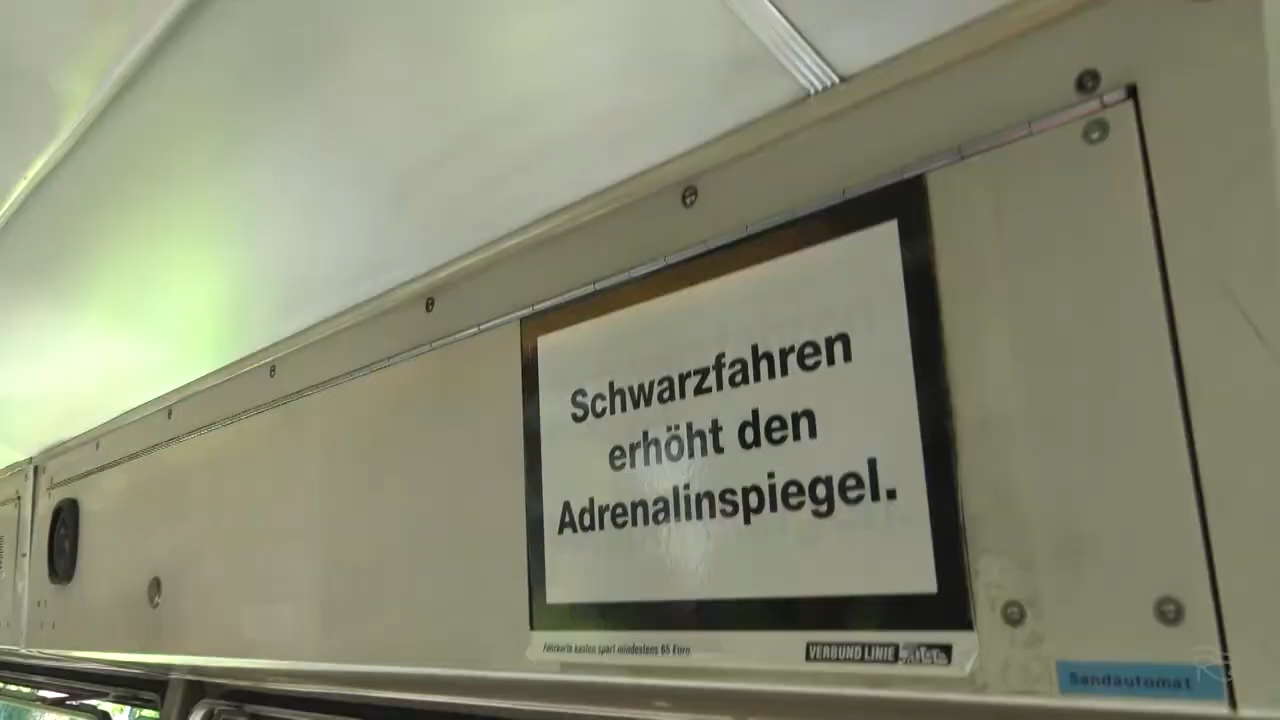 Schwarzfahren
erhöht den
Adrenalinspiegel.
Fahrkarte kaufen spart mindestens 65 Euro
VERBUND LINIE
Sandautomat